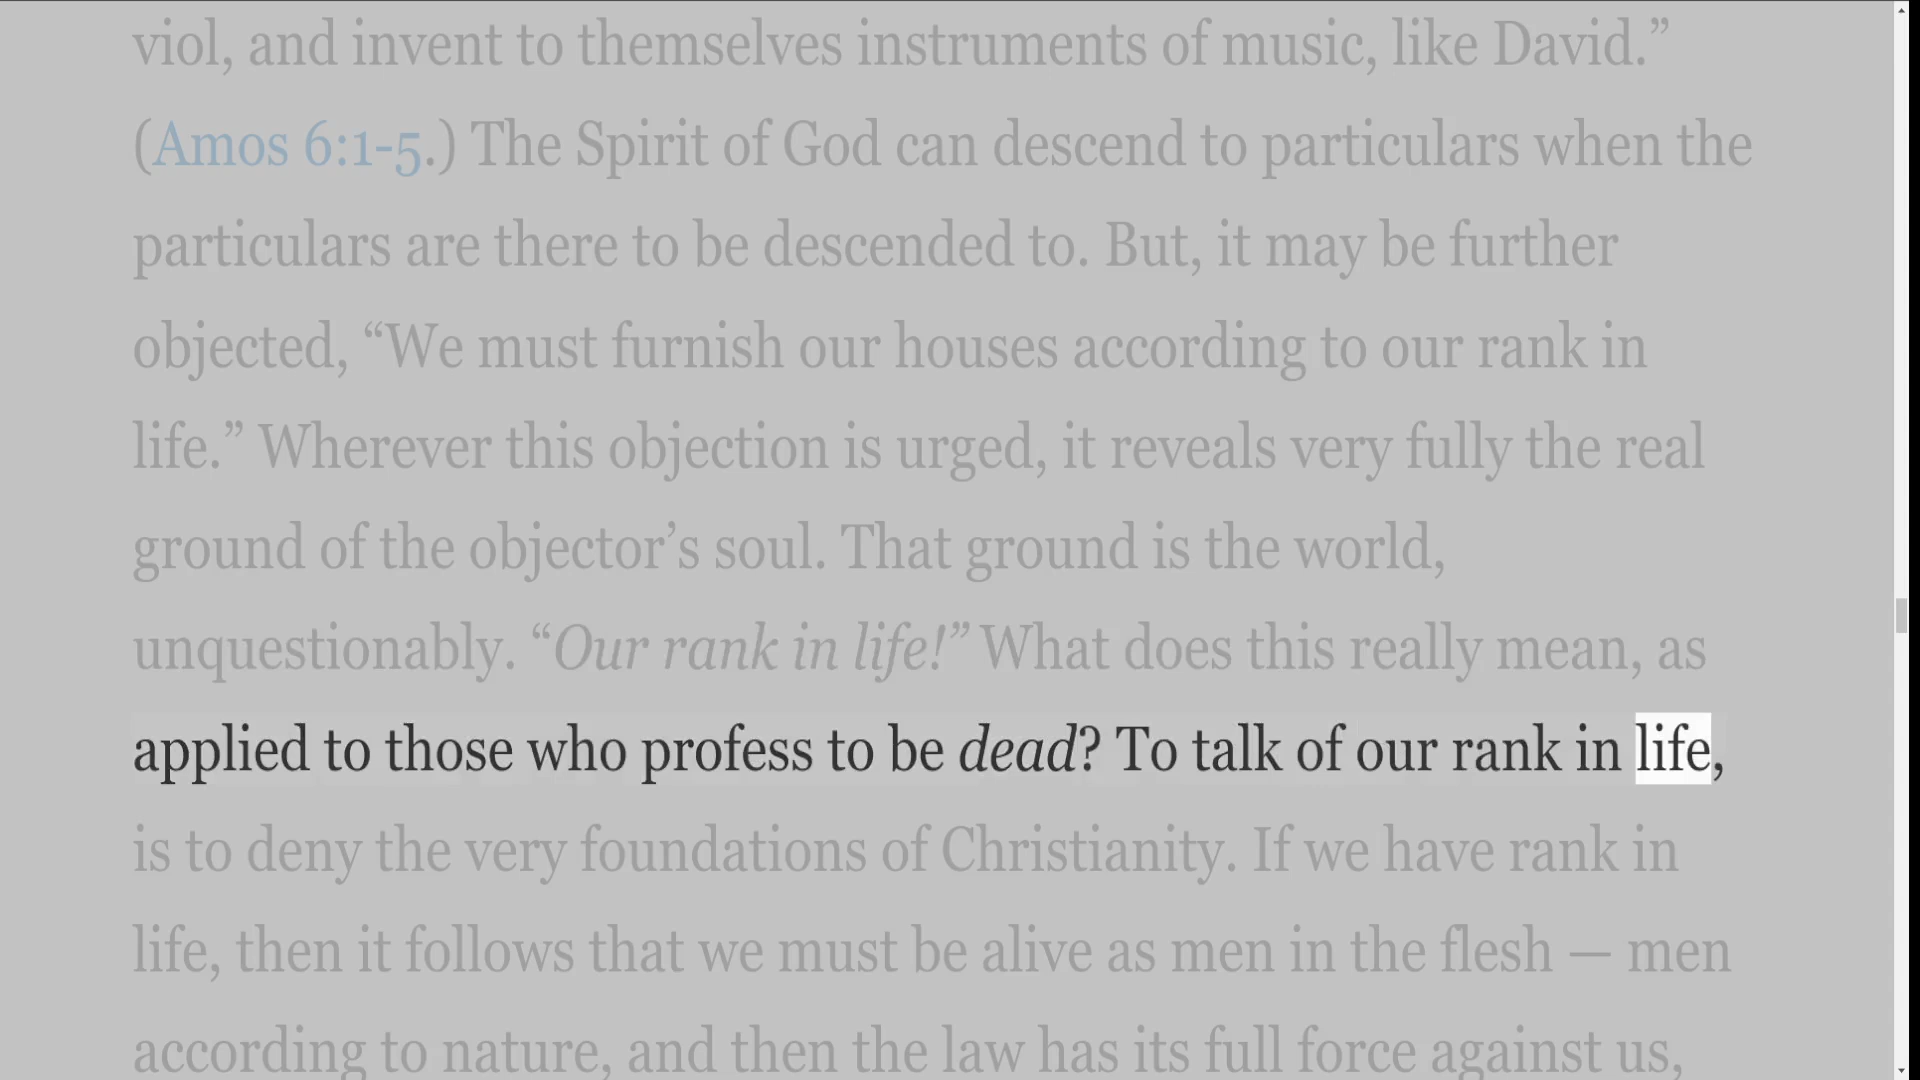 viol, and invent to themselves instruments of music, like David.”
(Amos 6:1-5.) The Spirit of God can descend to particulars when the
particulars are there to be descended to. But, it may be further
objected, “We must furnish our houses according to our rank in
life.” Wherever this objection is urged, it reveals very fully the real
ground of the objector’s soul. That ground is the world,
unquestionably. “Our rank in life!” What does this really mean, as
applied to those who profess to be dead? To talk of our rank in life,
is to deny the very foundations of Christianity. If we have rank in
life, then it follows that we must be alive as men in the flesh — men
according to nature, and then the law has its full force against us,